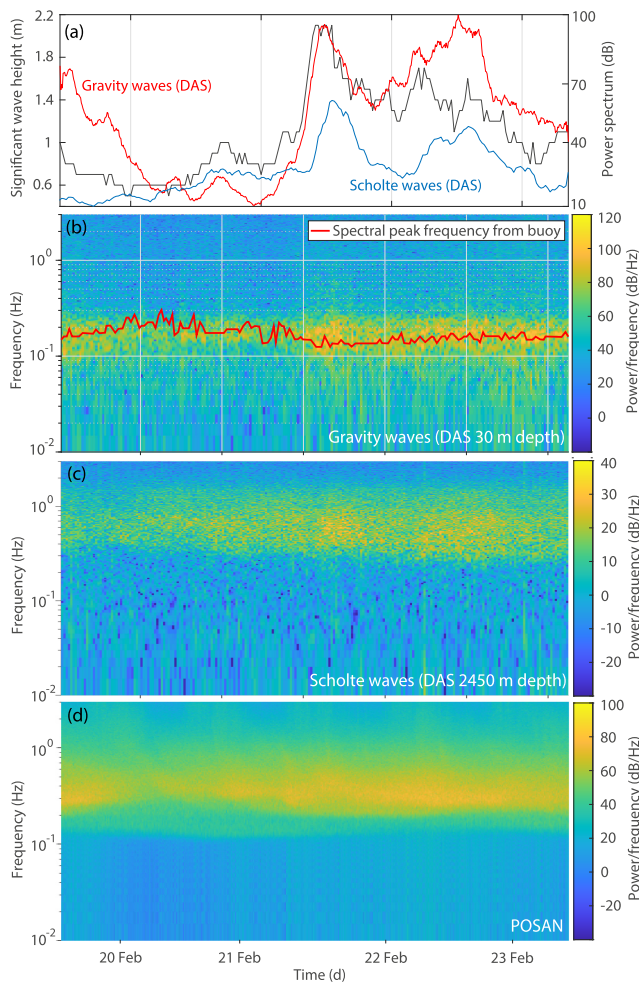 (a)
Significant wave height (m)
2.2
1.8
1.4
1
0.6
Gravity waves (DAS)
Scholte waves (DAS)
100
70
40
10
Power spectrum (dB)
(b)
Spectral peak frequency from buoy
Frequency (Hz)
10⁰
10⁻¹
10⁻²
Gravity waves (DAS 30 m depth)
120
100
80
60
40
20
0
Power/frequency (dB/Hz)
(c)
Frequency (Hz)
10⁰
10⁻¹
10⁻²
Scholte waves (DAS 2450 m depth)
40
30
20
10
0
-10
-20
Power/frequency (dB/Hz)
(d)
Frequency (Hz)
10⁰
10⁻¹
10⁻²
POSAN
100
80
60
40
20
0
-20
Power/frequency (dB/Hz)
20 Feb
21 Feb
22 Feb
23 Feb
Time (d)